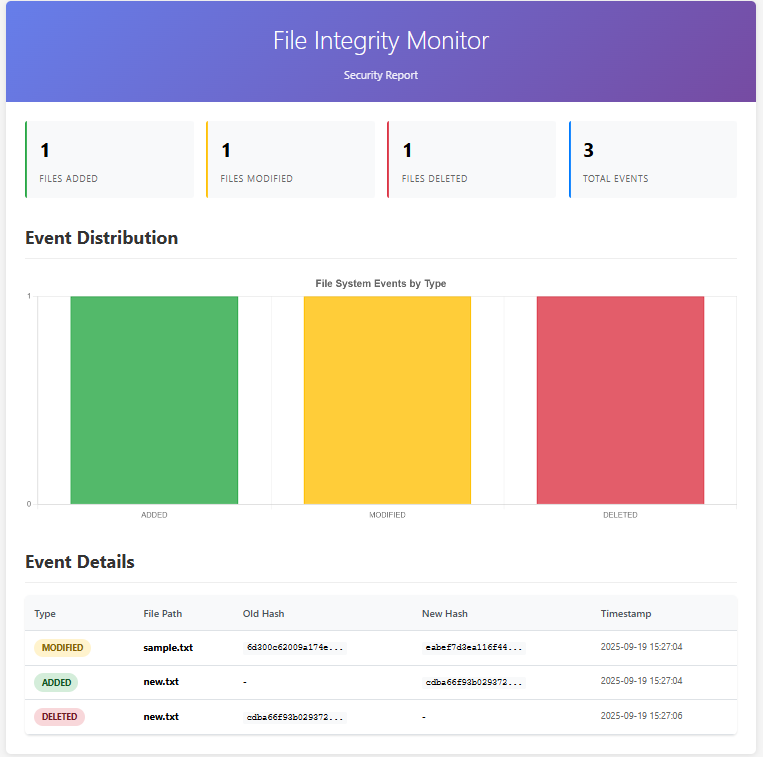 File Integrity Monitor
Security Report
1 1 1 3
FILES ADDED FILES MODIFIED FILES DELETED TOTAL EVENTS
Event Distribution
File System Events by Type
1
0
ADDED MODIFIED DELETED
Event Details
Type File Path Old Hash New Hash Timestamp
MODIFIED sample.txt 6d300c62009a174e... eabef7d3ea116f44... 2025-09-19 15:27:04
ADDED new.txt - cdba66f93b029372... 2025-09-19 15:27:04
DELETED new.txt cdba66f93b029372... - 2025-09-19 15:27:06